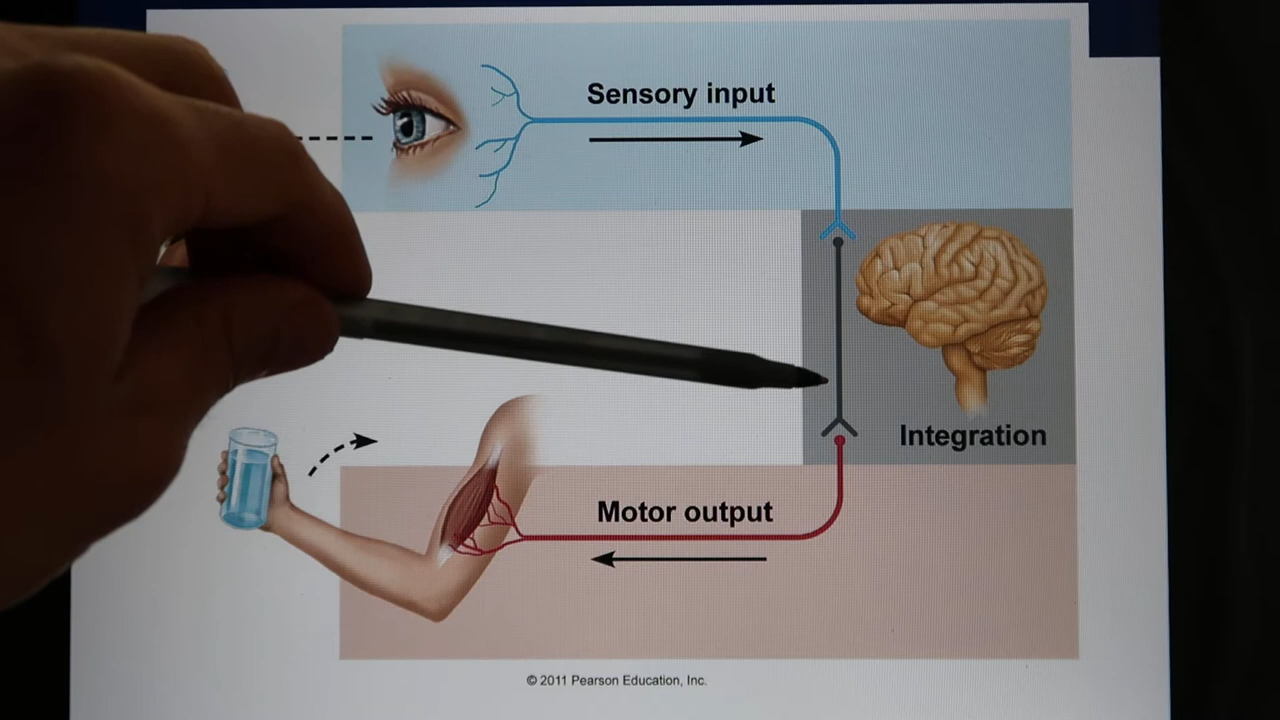 Sensory input
Integration
Motor output
© 2011 Pearson Education, Inc.